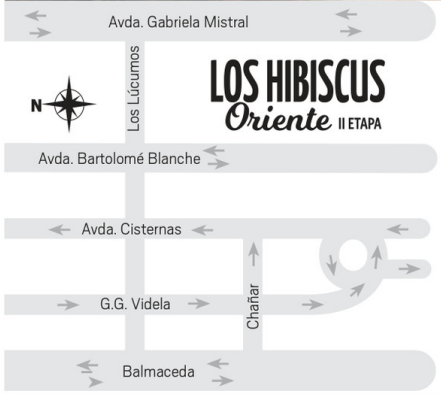 Avda. Gabriela Mistral
Los Lúcumos
LOS HIBISCUS
Oriente II ETAPA
N
Avda. Bartolomé Blanche
Avda. Cisternas
G.G. Videla
Chañar
Balmaceda